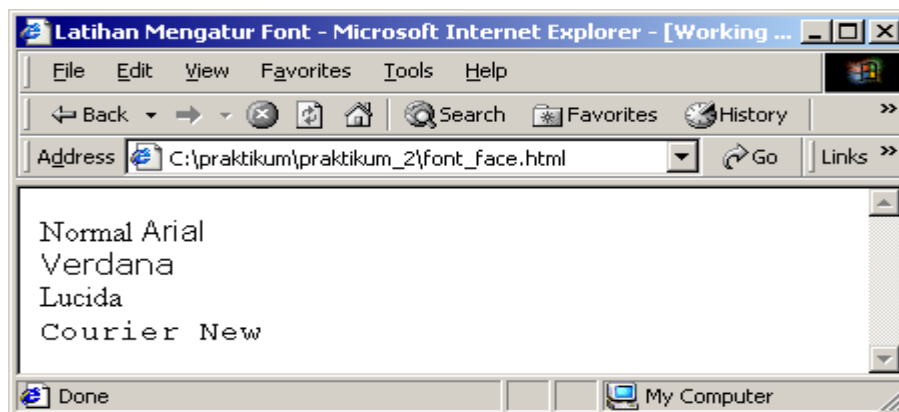 Latihan Mengatur Font - Microsoft Internet Explorer - [Working ...
File Edit View Favorites Tools Help
Back Search Favorites History »
Address C:\praktikum\praktikum_2\font_face.html Go Links »
Normal Arial
Verdana
Lucida
Courier New
Done My Computer